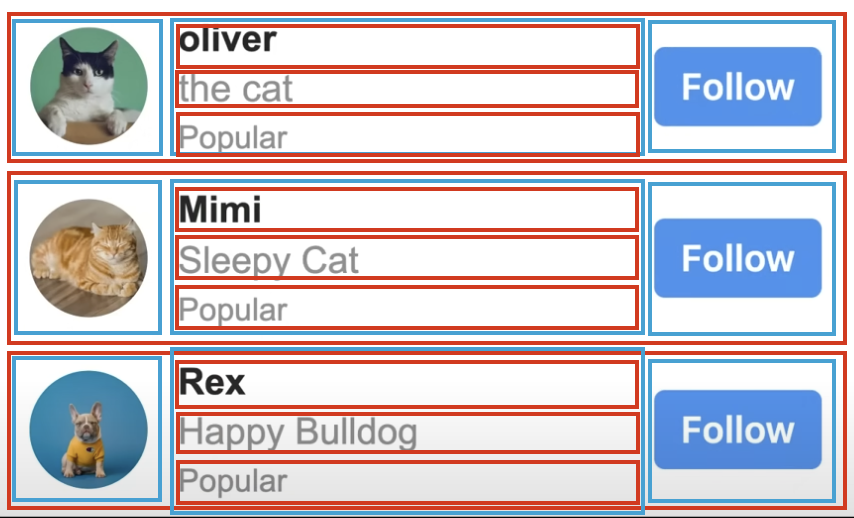 oliver
the cat
Popular
Follow
Mimi
Sleepy Cat
Popular
Follow
Rex
Happy Bulldog
Popular
Follow